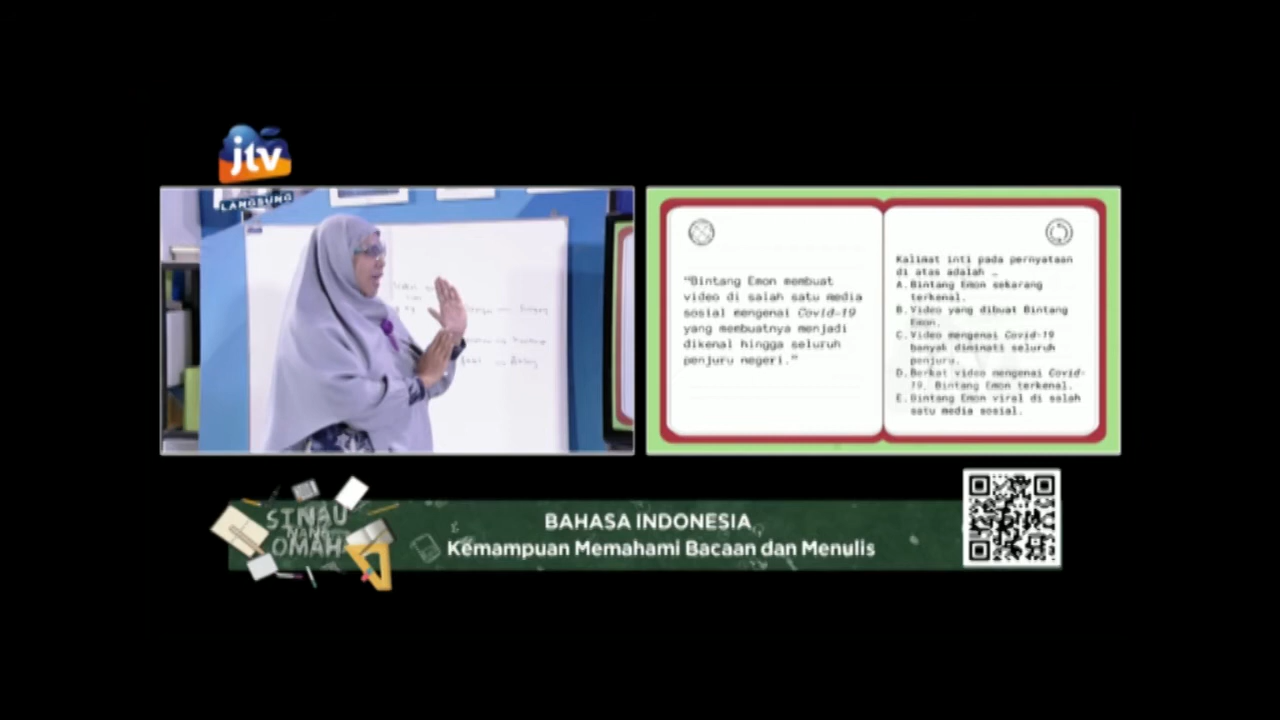 jtv
LANGSUNG
"Bintang Emon membuat
video di salah satu media
sosial mengenai Covid-19
yang membuatnya menjadi
dikenal hingga seluruh
penjuru negeri."
Kalimat inti pada pernyataan
di atas adalah …
A. Bintang Emon sekarang
terkenal.
B. Video yang dibuat Bintang
Emon.
C. Video mengenai Covid-19
banyak diminati seluruh
penjuru.
D. Berkat video mengenai Covid-
19, Bintang Emon terkenal.
E. Bintang Emon viral di salah
satu media sosial.
SINAU
NANG
OMAH
BAHASA INDONESIA
Kemampuan Memahami Bacaan dan Menulis